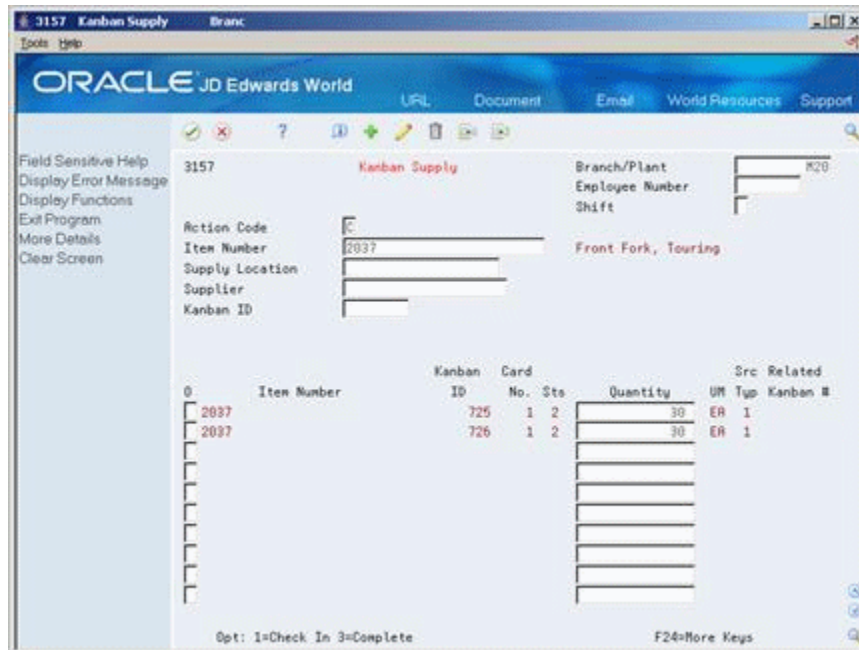 3157 Kanban Supply Branc
Tools Help
ORACLE JD Edwards World
URL Document Email World Resources Support
Field Sensitive Help
Display Error Message
Display Functions
Exit Program
More Details
Clear Screen
3157 Kanban Supply Branch/Plant M20
Employee Number
Shift
Action Code C
Item Number 2037 Front Fork, Touring
Supply Location
Supplier
Kanban ID
Kanban Card Src Related
O Item Number ID No. Sts Quantity UM Typ Kanban #
2037 725 1 2 30 EA 1
2037 726 1 2 30 EA 1
Opt: 1=Check In 3=Complete F24=More Keys